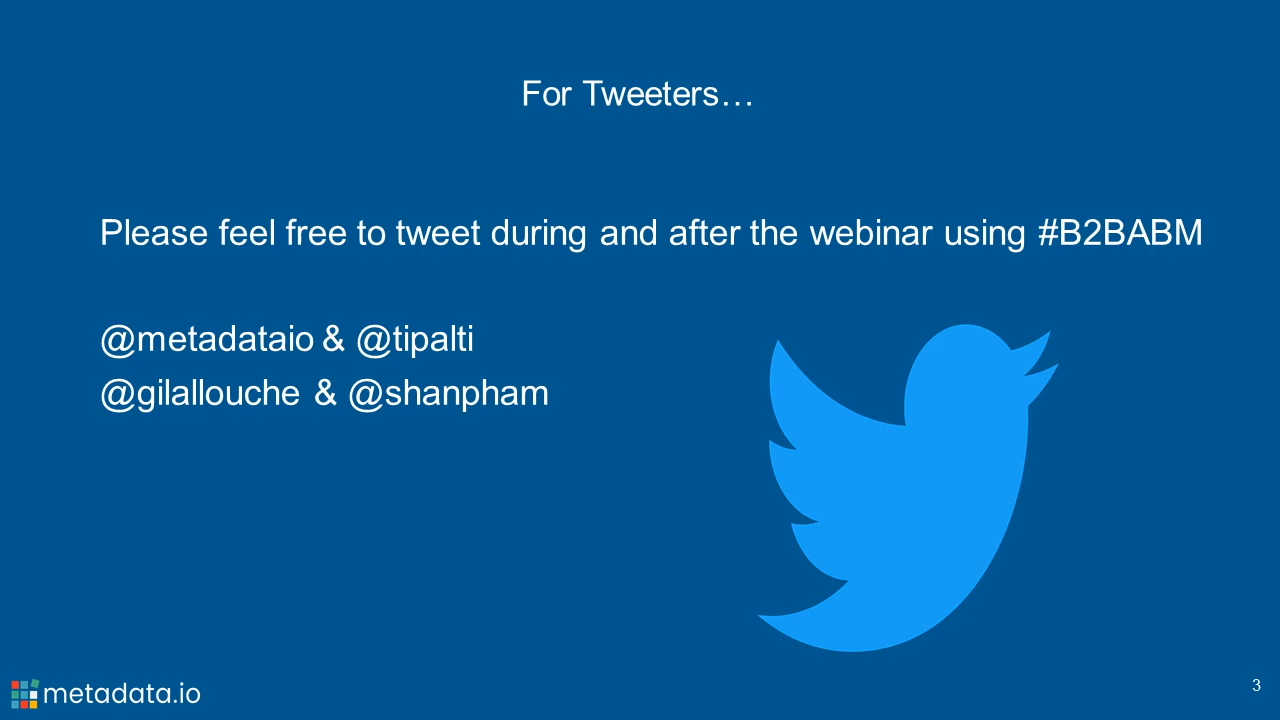 For Tweeters…
Please feel free to tweet during and after the webinar using #B2BABM
@metadataio & @tipalti
@gilallouche & @shanpham
metadata.io
3